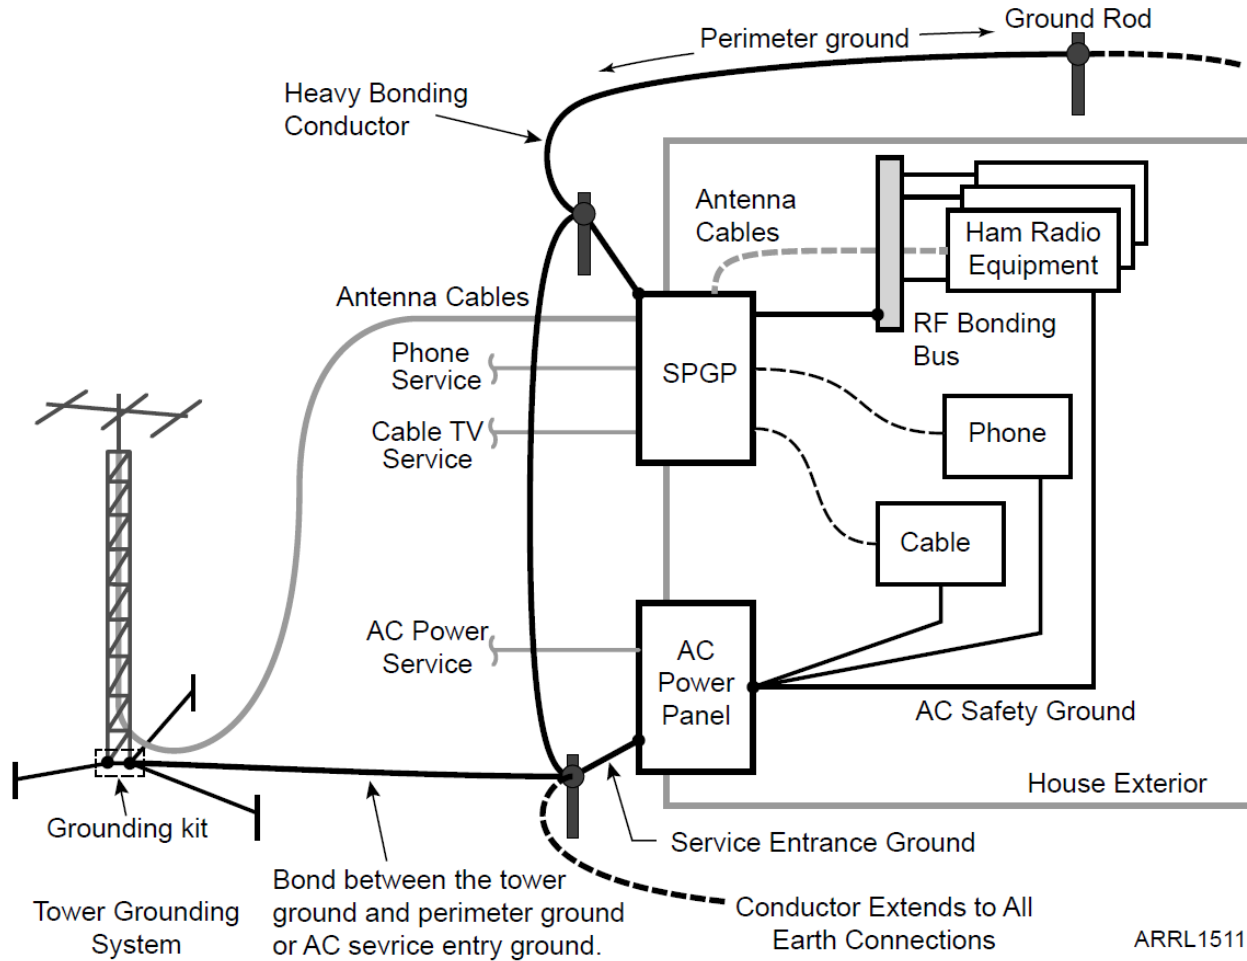 Ground Rod
Perimeter ground
Heavy Bonding
Conductor
Antenna
Cables
Ham Radio
Equipment
Antenna Cables
RF Bonding
Bus
Phone
Service
SPGP
Cable TV
Service
Phone
Cable
AC Power
Service
AC
Power
Panel
AC Safety Ground
House Exterior
Grounding kit
Service Entrance Ground
Tower Grounding
System
Bond between the tower
ground and perimeter ground
or AC sevrice entry ground.
Conductor Extends to All
Earth Connections
ARRL1511